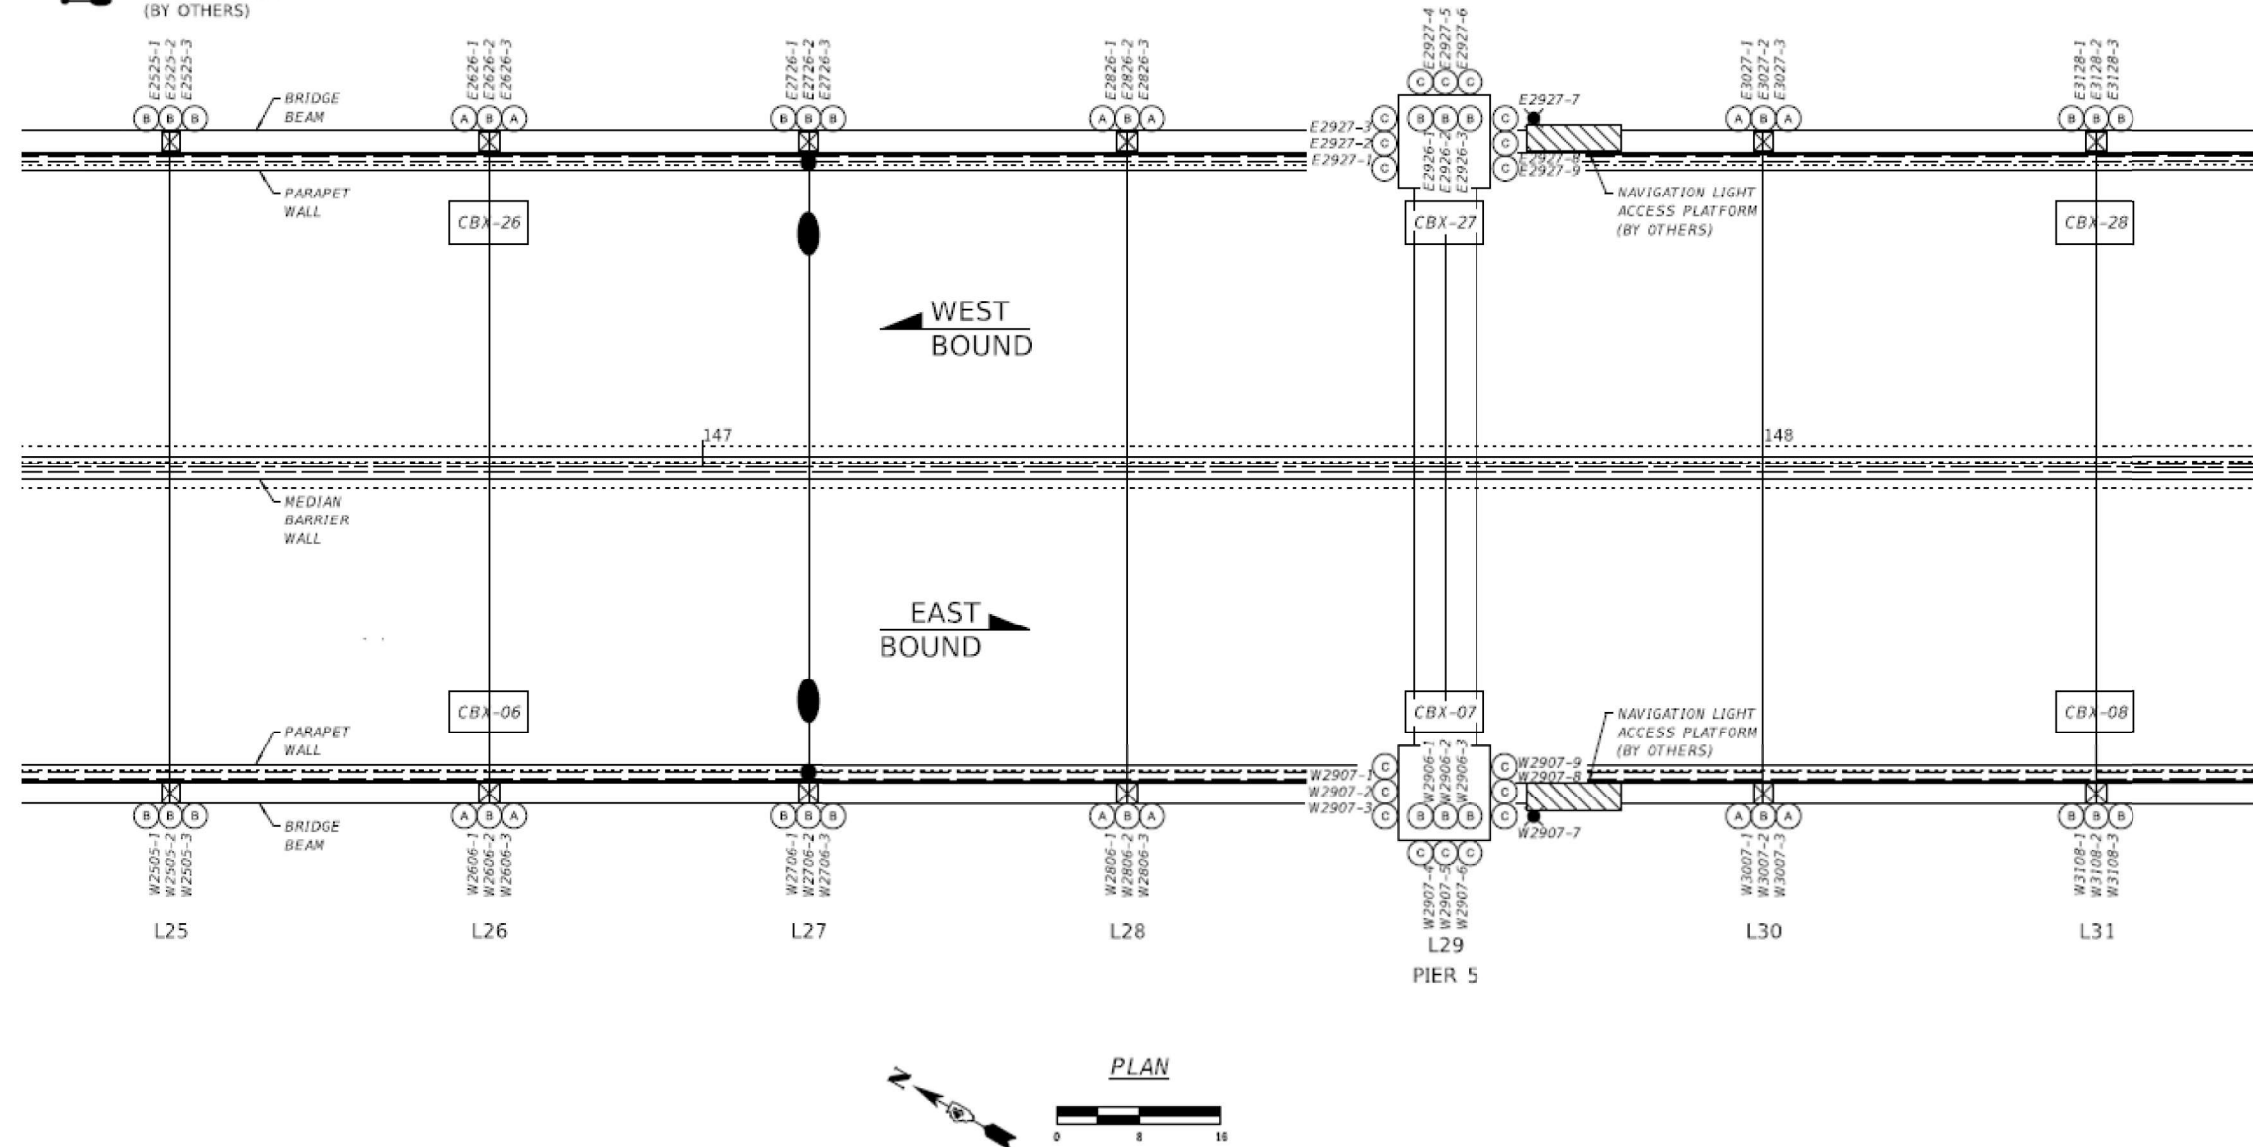 (BY OTHERS)
E2525-1
E2525-2
E2525-3
E2626-1
E2626-2
E2626-3
E2726-1
E2726-2
E2726-3
E2826-1
E2826-2
E2826-3
E2927-4
E2927-5
E2927-6
E3027-1
E3027-2
E3027-3
E3128-1
E3128-2
E3128-3
B B B
A B A
B B B
A B A
C C C
A B A
B B B
BRIDGE
BEAM
E2927-3
E2927-2
E2927-1
C
C
C
B B B
E2926-1
E2926-2
E2926-3
C
C
C
E2927-7
E2927-8
E2927-9
PARAPET
WALL
NAVIGATION LIGHT
ACCESS PLATFORM
(BY OTHERS)
CBX-26
CBX-27
CBX-28
WEST
BOUND
147
148
MEDIAN
BARRIER
WALL
EAST
BOUND
CBX-06
CBX-07
CBX-08
PARAPET
WALL
NAVIGATION LIGHT
ACCESS PLATFORM
(BY OTHERS)
W2907-1
W2907-2
W2907-3
C
C
C
W2906-1
W2906-2
W2906-3
B B B
C
C
C
W2907-9
W2907-8
W2907-7
BRIDGE
BEAM
B B B
A B A
B B B
A B A
C C C
A B A
B B B
W2505-1
W2505-2
W2505-3
W2606-1
W2606-2
W2606-3
W2706-1
W2706-2
W2706-3
W2806-1
W2806-2
W2806-3
W2907-4
W2907-5
W2907-6
W3007-1
W3007-2
W3007-3
W3108-1
W3108-2
W3108-3
L25
L26
L27
L28
L29
PIER 5
L30
L31
PLAN
N
0 8 16